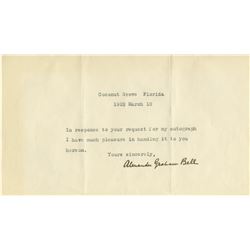 Coconut Grove Florida
1922 March 10
In response to your request for my autograph
I have much pleasure in handing it to you
hereon.
Yours sincerely,
Alexander Graham Bell